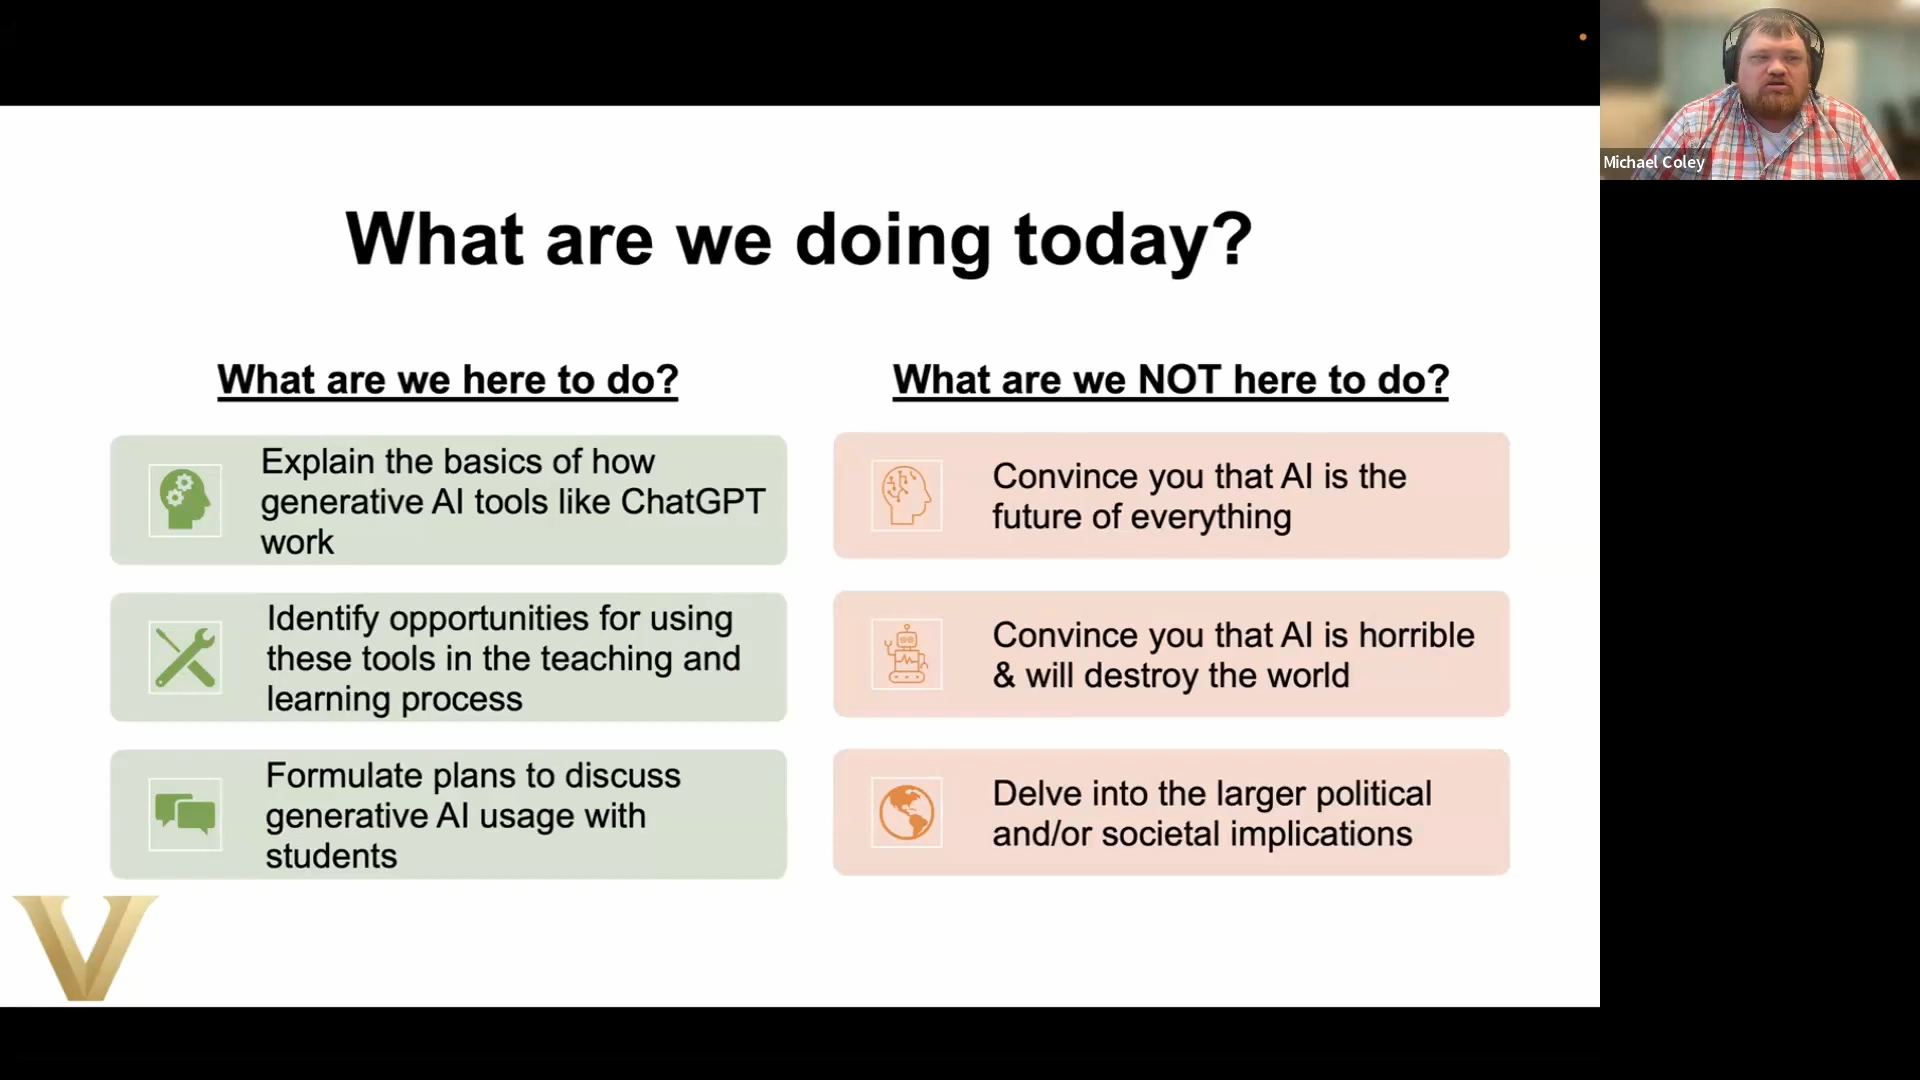 What are we doing today?
What are we here to do?
Explain the basics of how
generative AI tools like ChatGPT
work
Identify opportunities for using
these tools in the teaching and
learning process
Formulate plans to discuss
generative AI usage with
students
What are we NOT here to do?
Convince you that AI is the
future of everything
Convince you that AI is horrible
& will destroy the world
Delve into the larger political
and/or societal implications
V
Michael Coley